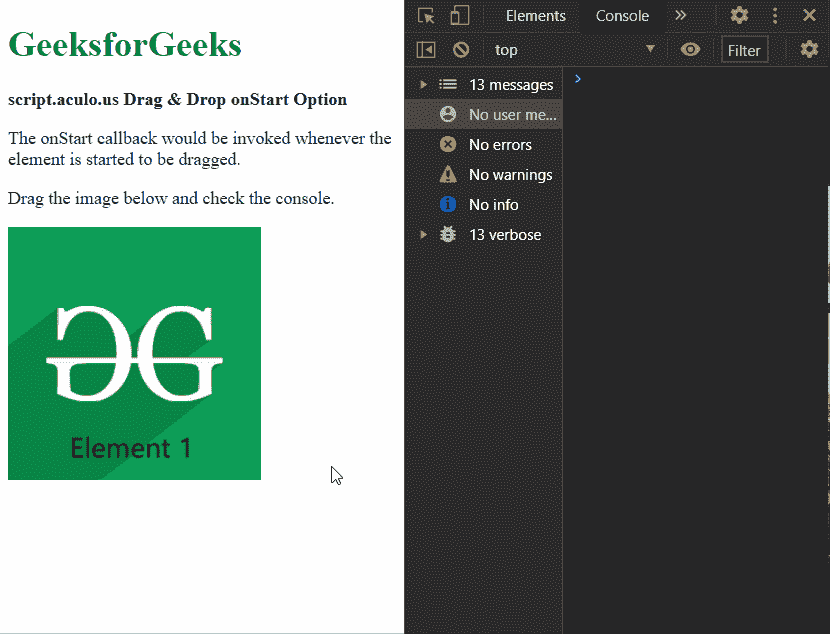 GeeksforGeeks
script.aculo.us Drag & Drop onStart Option
The onStart callback would be invoked whenever the
element is started to be dragged.
Drag the image below and check the console.
Element 1
Elements Console
top Filter
13 messages
No user me...
No errors
No warnings
No info
13 verbose